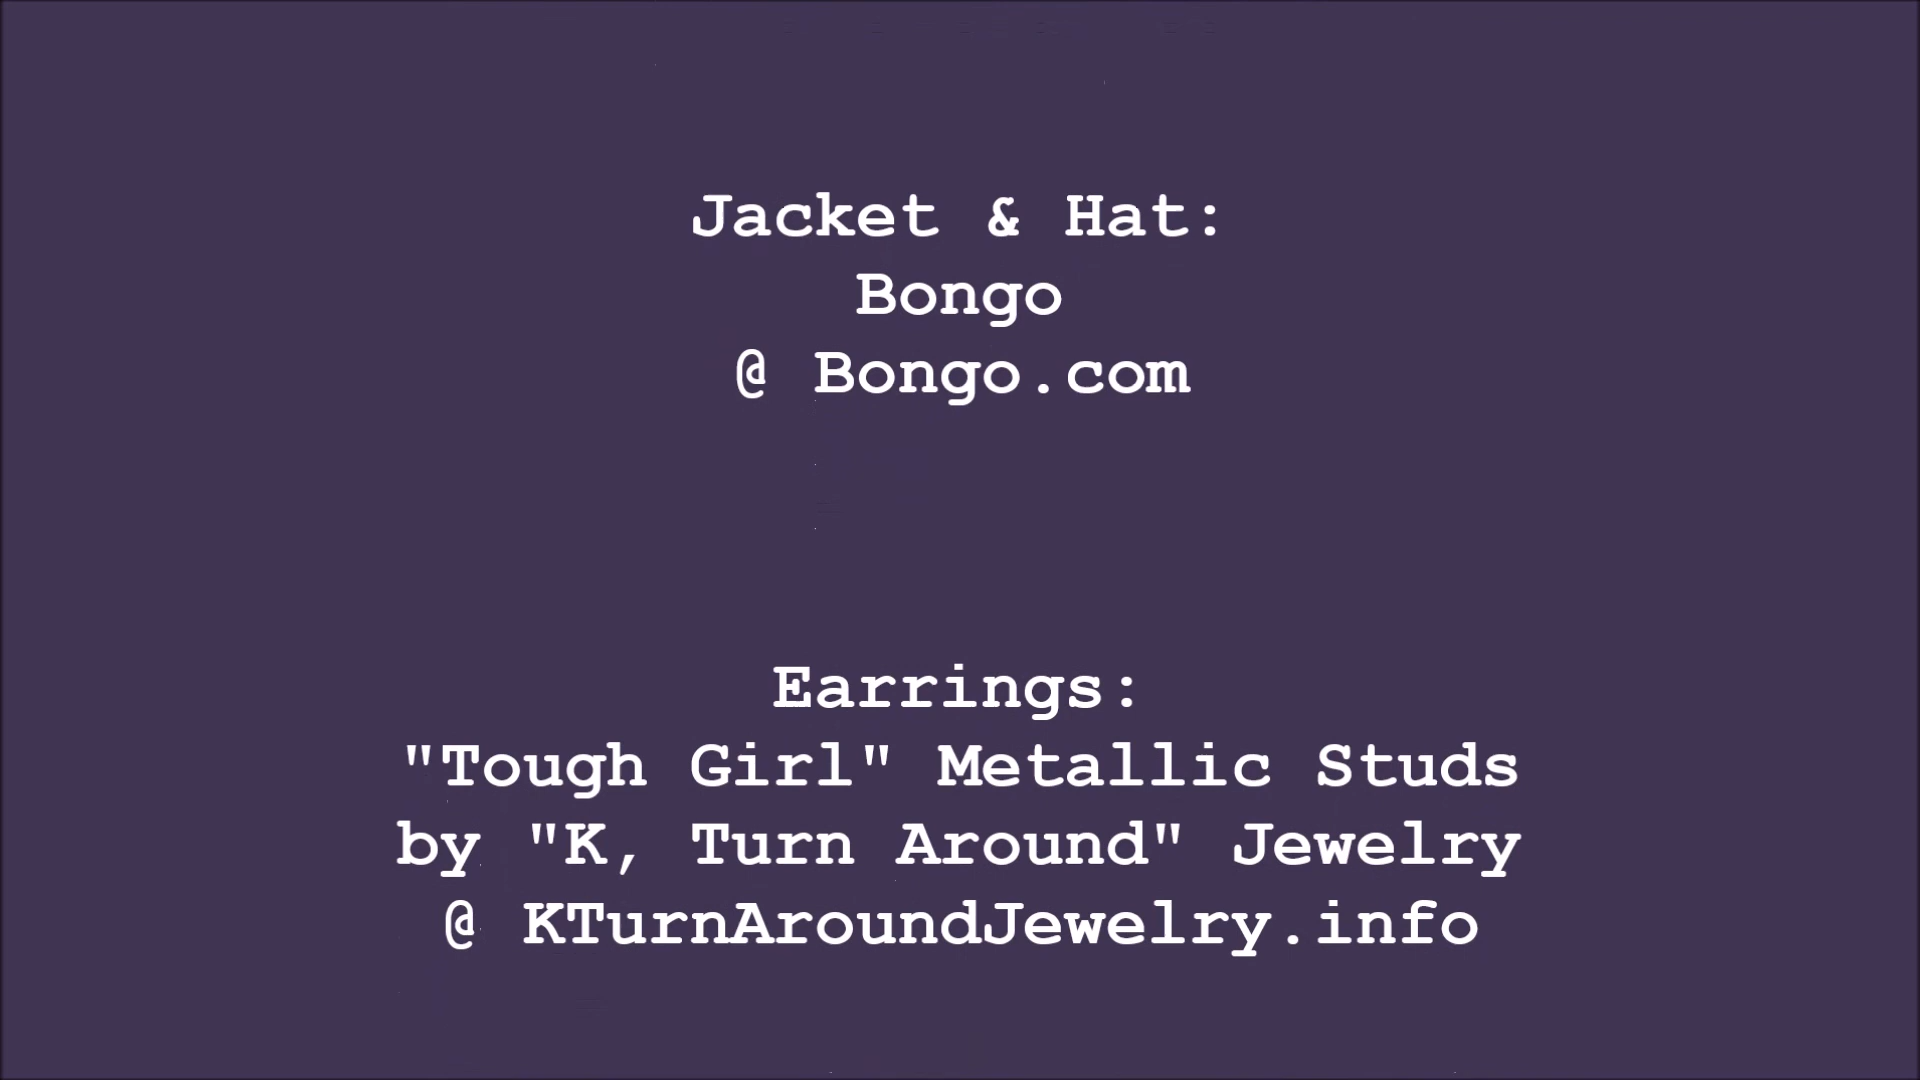 Jacket & Hat:
Bongo
@ Bongo.com
Earrings:
"Tough Girl" Metallic Studs
by "K, Turn Around" Jewelry
@ KTurnAroundJewelry.info